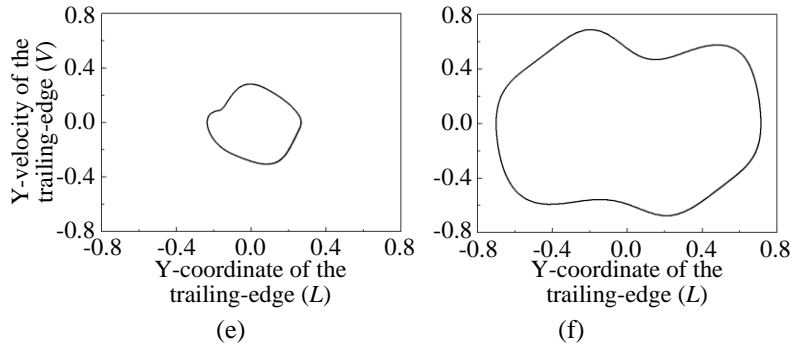 Y-velocity of the
trailing-edge (V)
0.8
0.4
0.0
-0.4
-0.8
-0.8 -0.4 0.0 0.4 0.8
Y-coordinate of the
trailing-edge (L)
(e)
0.8
0.4
0.0
-0.4
-0.8
-0.8 -0.4 0.0 0.4 0.8
Y-coordinate of the
trailing-edge (L)
(f)